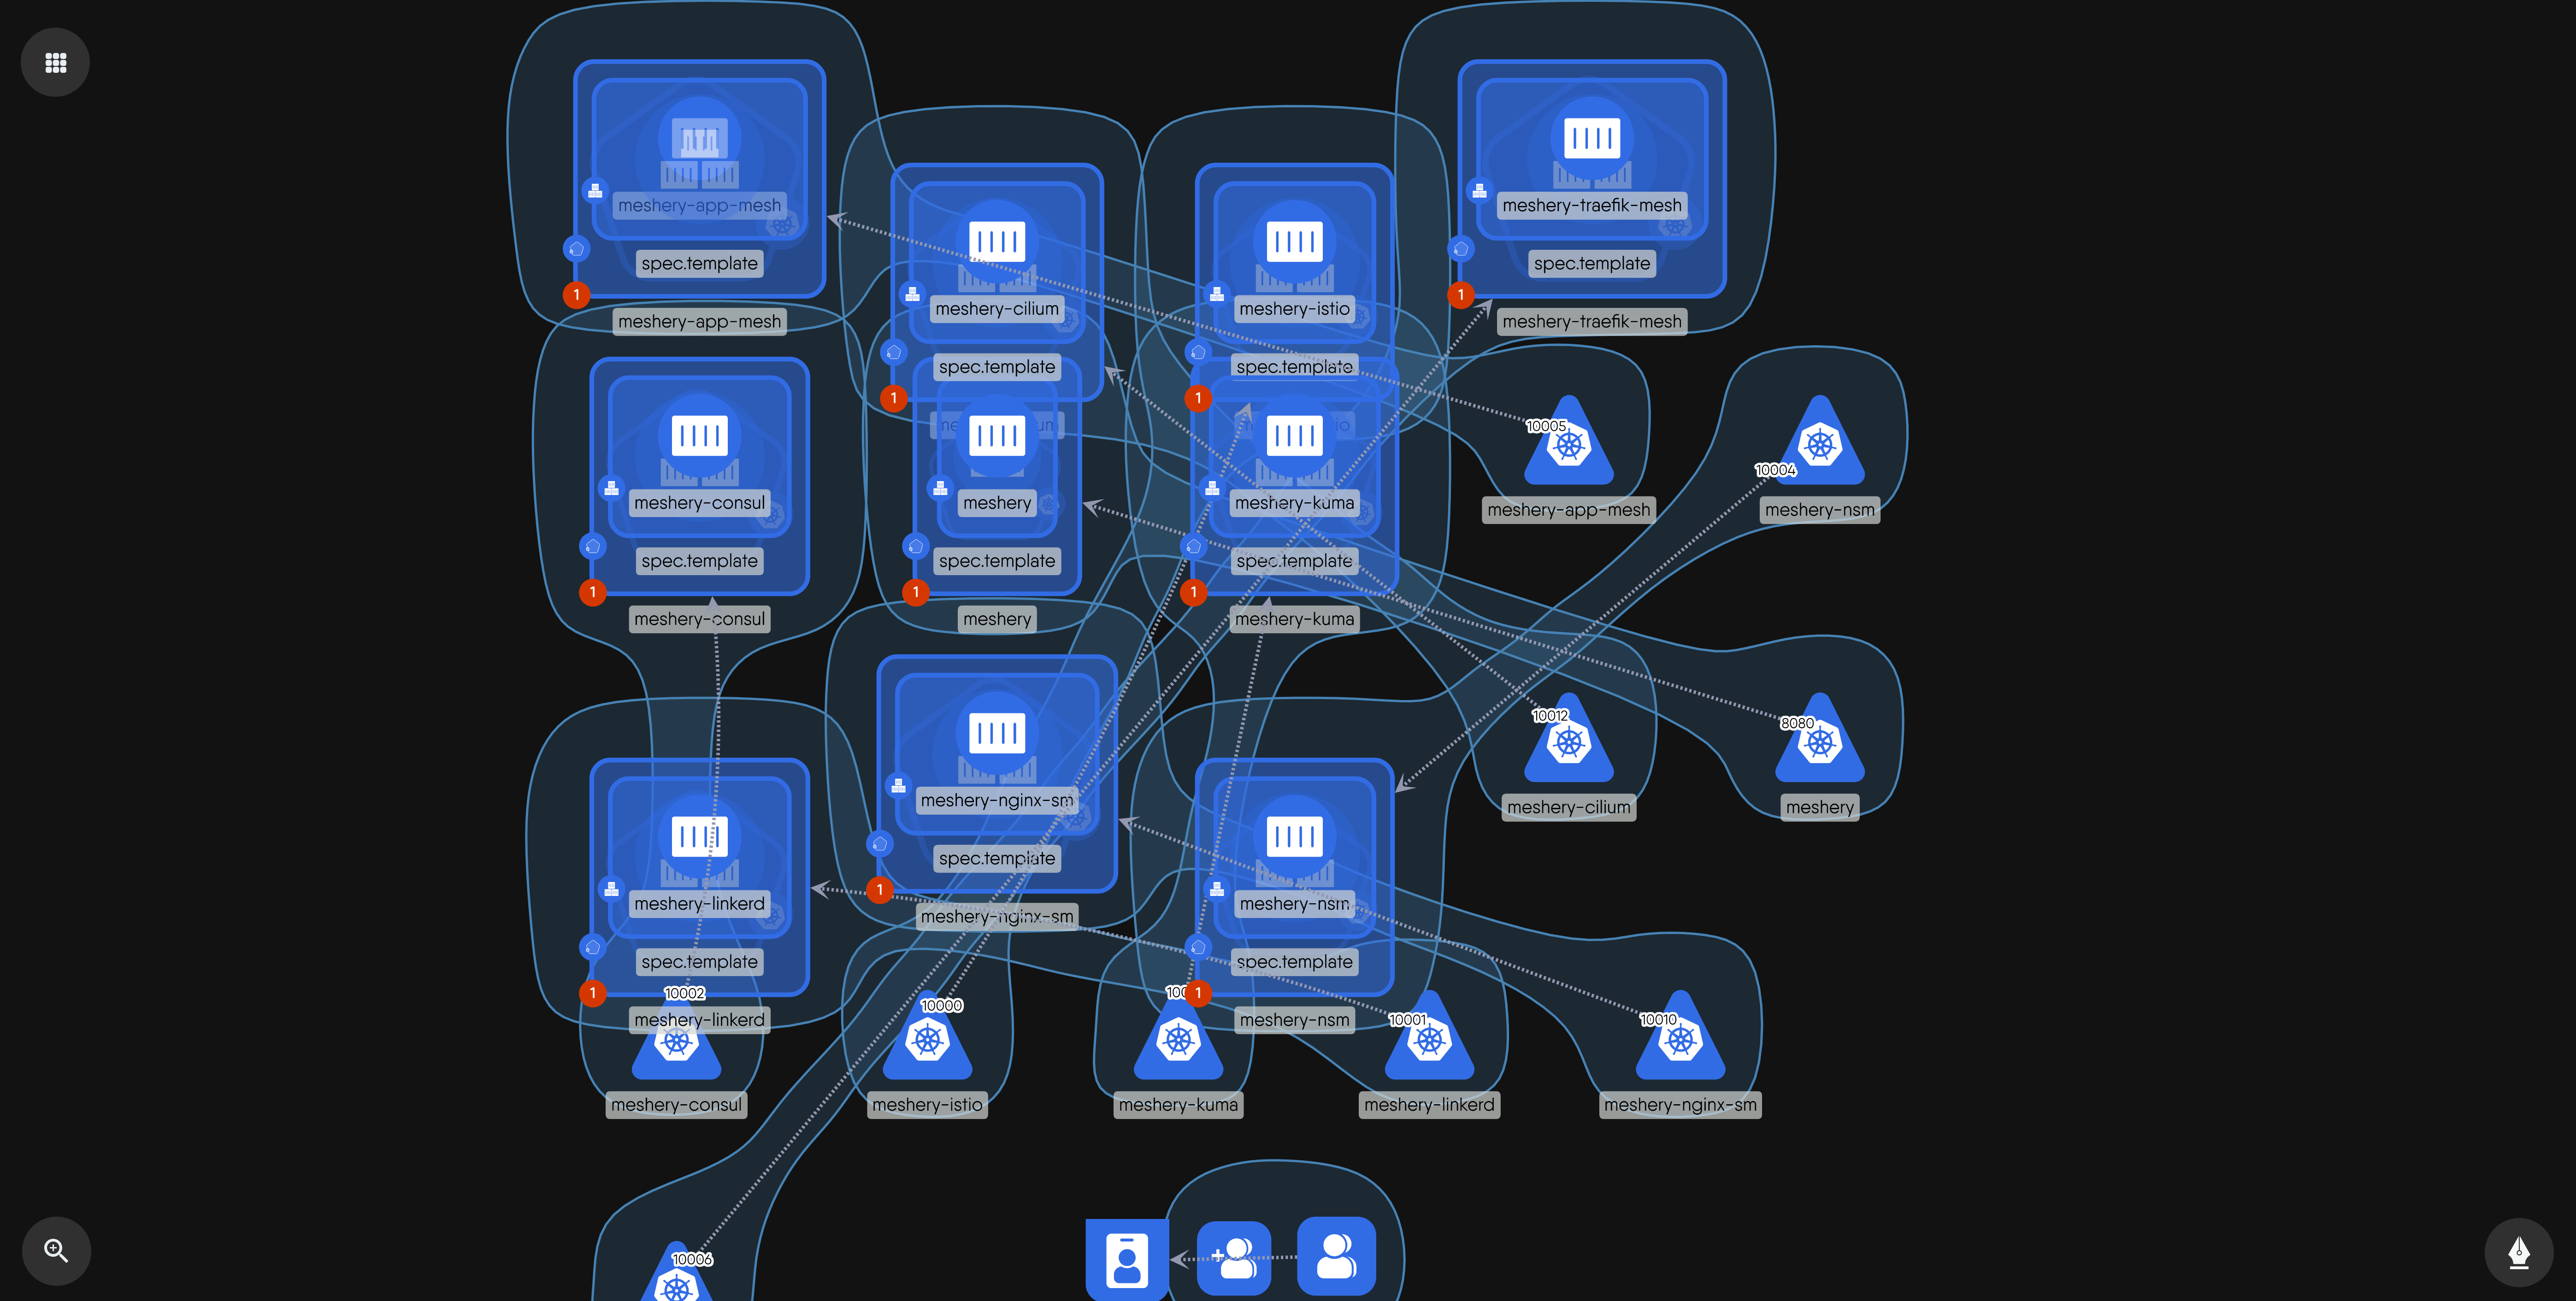 meshery-app-mesh
spec.template
1
meshery-app-mesh
meshery-traefik-mesh
spec.template
1
meshery-traefik-mesh
meshery-cilium
spec.template
1
meshery-istio
spec.template
1
meshery-consul
spec.template
1
meshery-consul
meshery
spec.template
1
meshery
meshery-kuma
spec.template
1
meshery-kuma
10005
meshery-app-mesh
10004
meshery-nsm
10012
meshery-cilium
8080
meshery
meshery-nginx-sm
spec.template
1
meshery-nginx-sm
meshery-linkerd
spec.template
1
meshery-linkerd
meshery-nsm
spec.template
1
meshery-nsm
10002
meshery-consul
10000
meshery-istio
meshery-kuma
10001
meshery-linkerd
10010
meshery-nginx-sm
10006